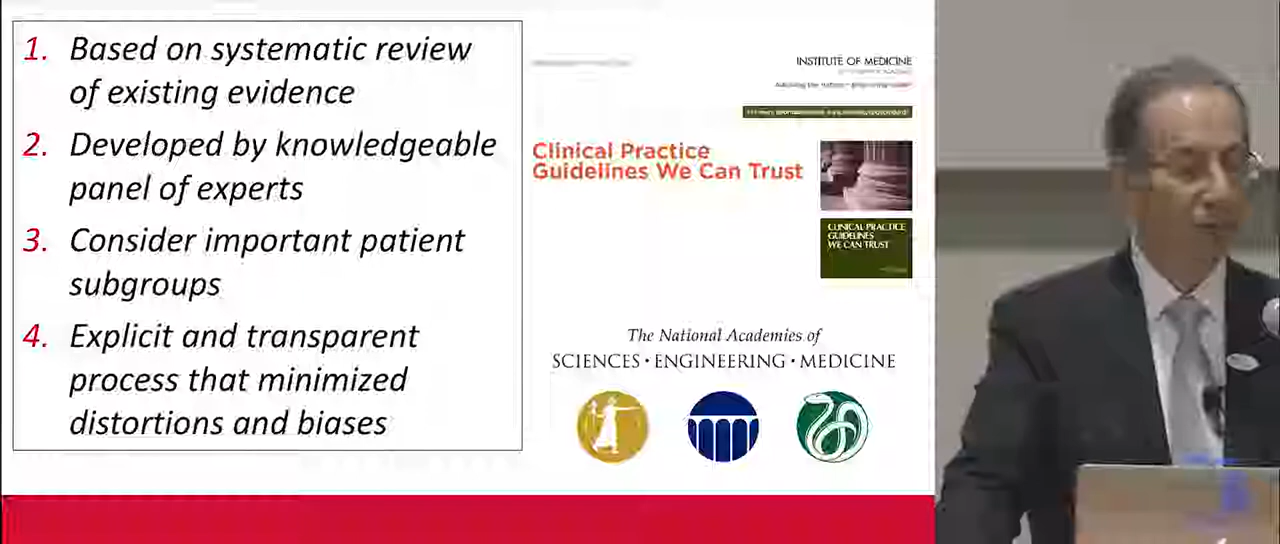 1. Based on systematic review
of existing evidence
2. Developed by knowledgeable
panel of experts
3. Consider important patient
subgroups
4. Explicit and transparent
process that minimized
distortions and biases
INSTITUTE OF MEDICINE
Clinical Practice
Guidelines We Can Trust
CLINICAL PRACTICE
GUIDELINES
WE CAN TRUST
The National Academies of
SCIENCES • ENGINEERING • MEDICINE